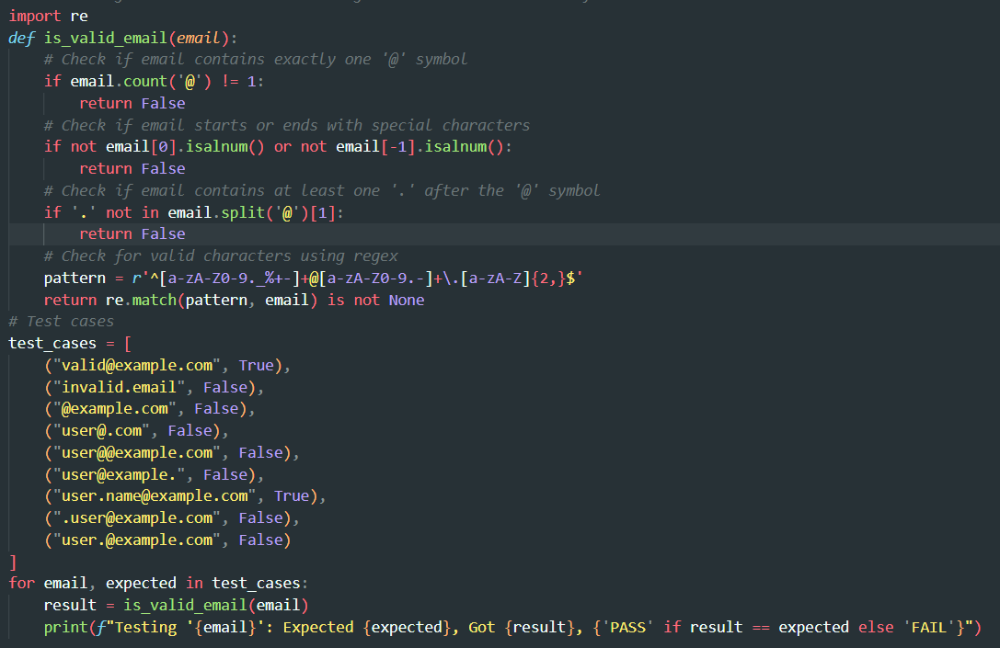 import re
def is_valid_email(email):
    # Check if email contains exactly one '@' symbol
    if email.count('@') != 1:
        return False
    # Check if email starts or ends with special characters
    if not email[0].isalnum() or not email[-1].isalnum():
        return False
    # Check if email contains at least one '.' after the '@' symbol
    if '.' not in email.split('@')[1]:
        return False
    # Check for valid characters using regex
    pattern = r'^[a-zA-Z0-9._%+-]+@[a-zA-Z0-9.-]+\.[a-zA-Z]{2,}$'
    return re.match(pattern, email) is not None
# Test cases
test_cases = [
    ("valid@example.com", True),
    ("invalid.email", False),
    ("@example.com", False),
    ("user@.com", False),
    ("user@@example.com", False),
    ("user@example.", False),
    ("user.name@example.com", True),
    (".user@example.com", False),
    ("user.@example.com", False)
]
for email, expected in test_cases:
    result = is_valid_email(email)
    print(f"Testing '{email}': Expected {expected}, Got {result}, {'PASS' if result == expected else 'FAIL'}")